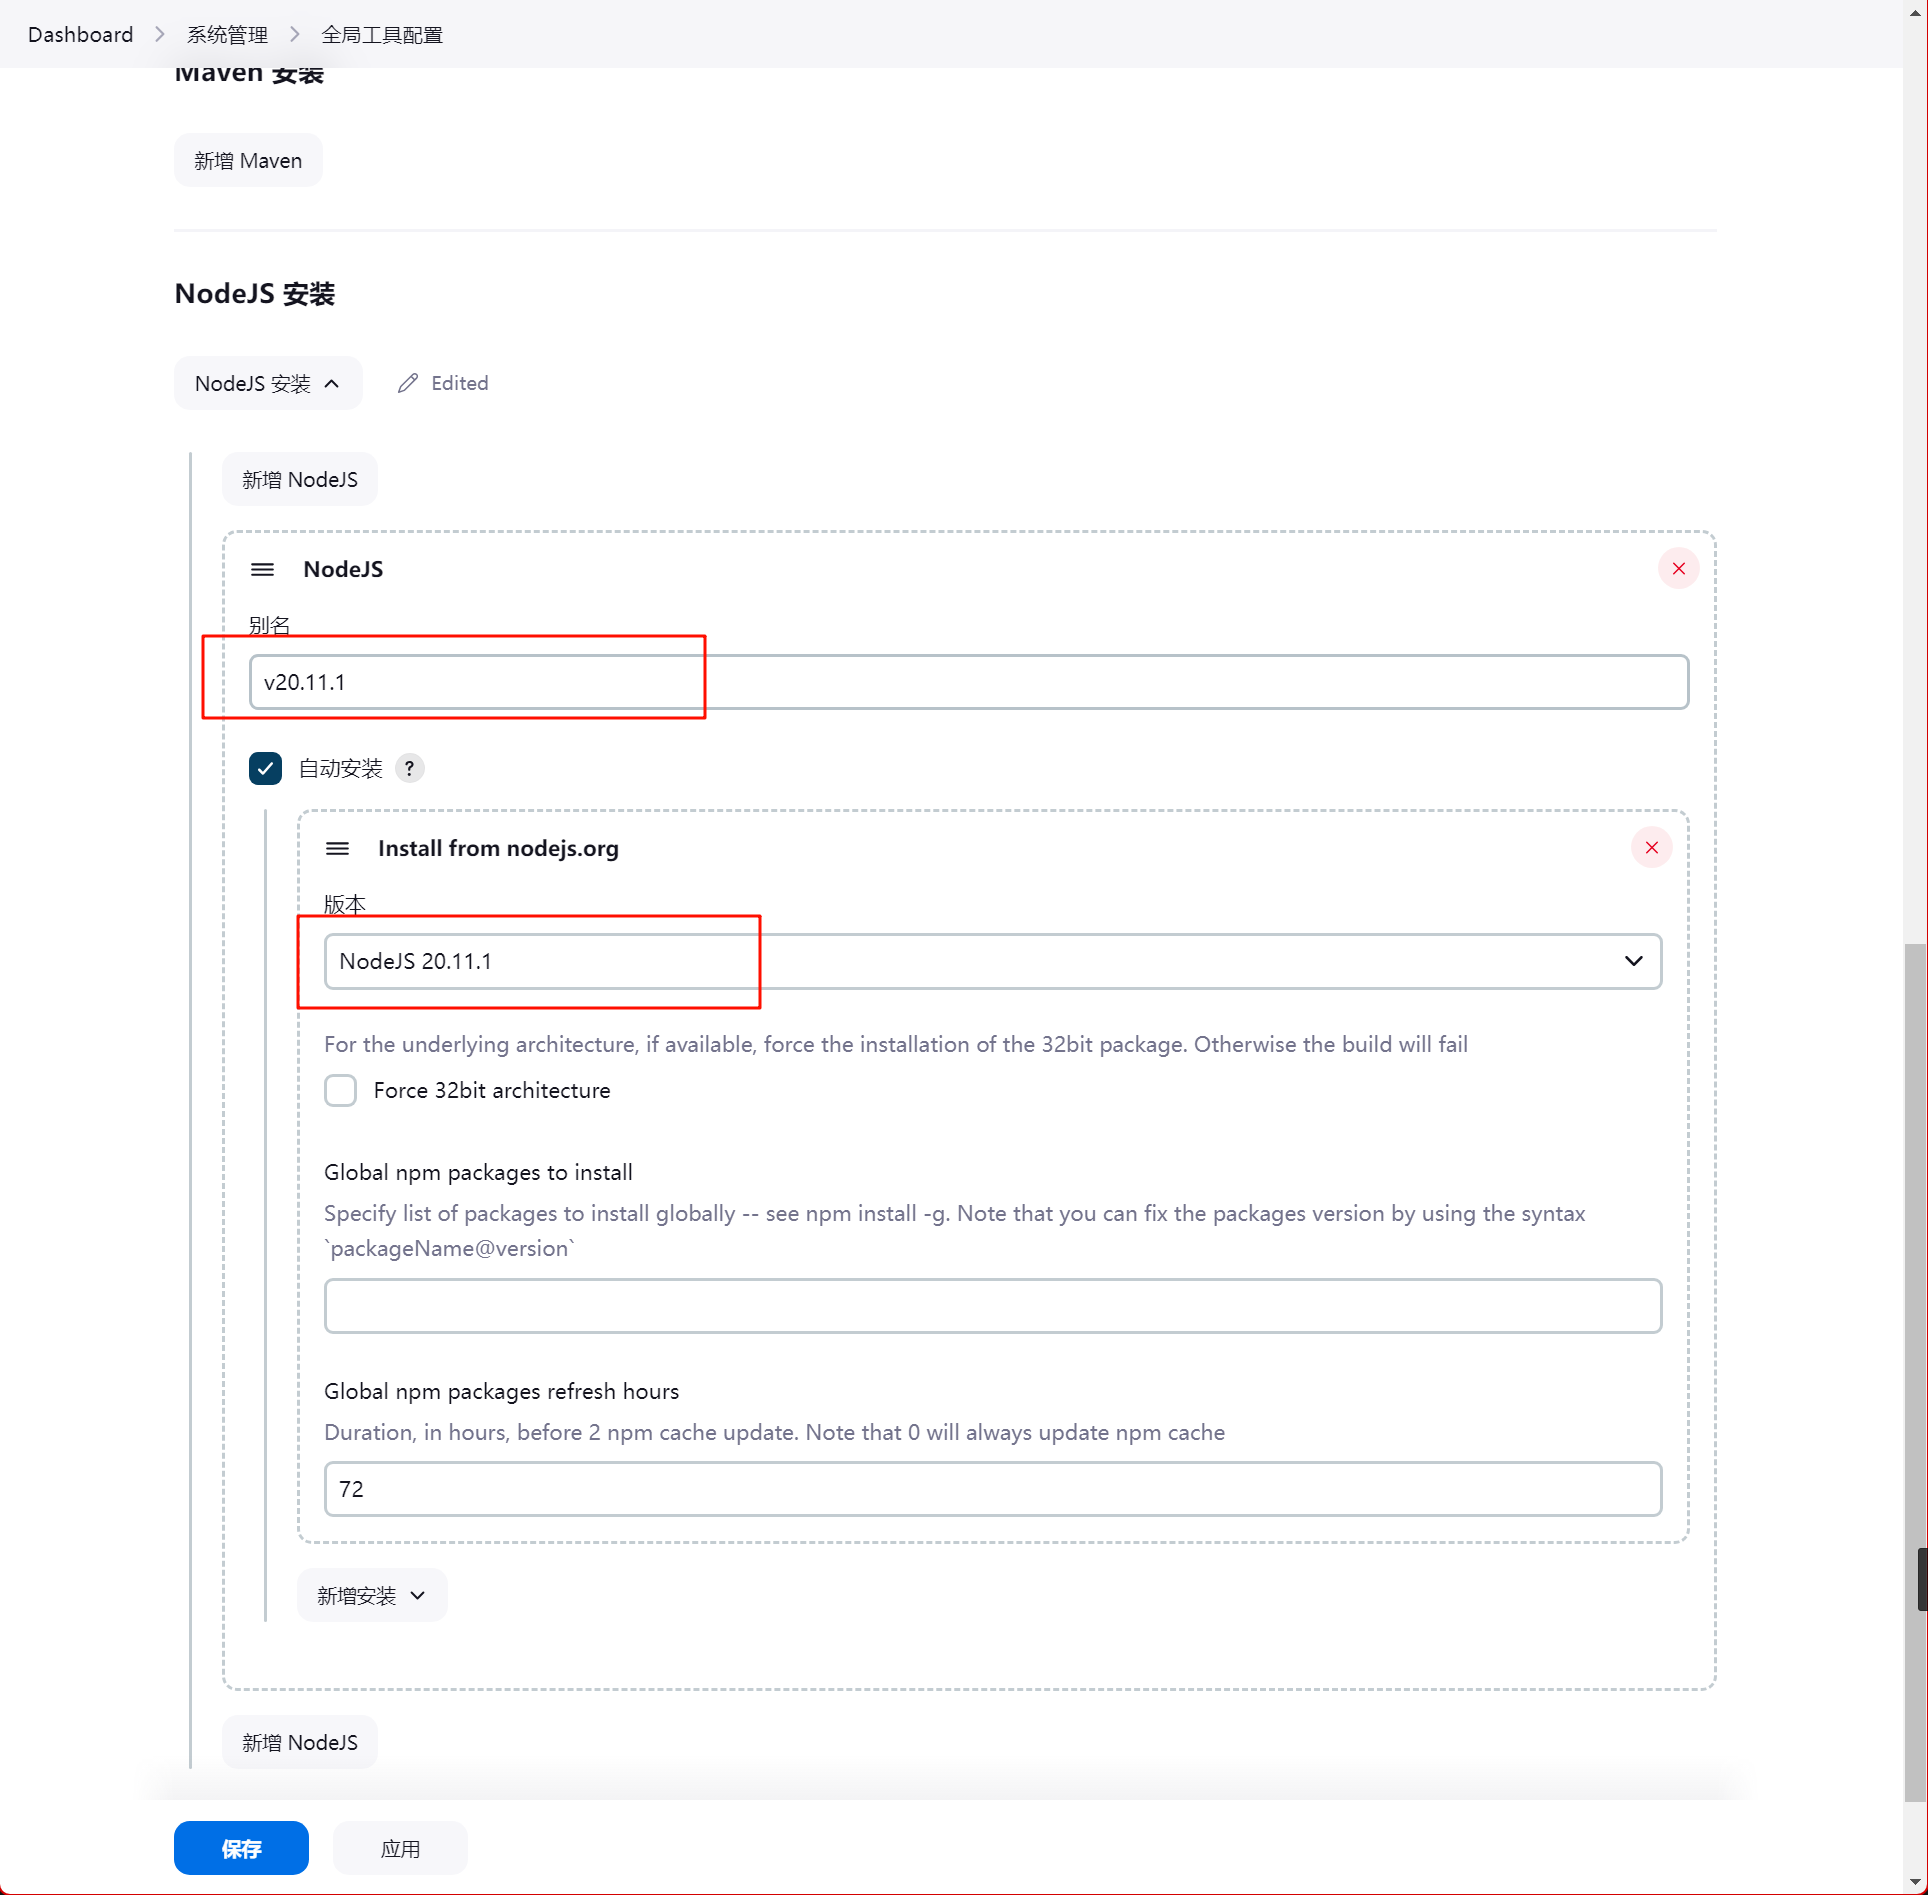 Dashboard 系统管理 全局工具配置
Maven 安装
新增 Maven
NodeJS 安装
NodeJS 安装 Edited
新增 NodeJS
NodeJS
别名
v20.11.1
自动安装 ?
Install from nodejs.org
版本
NodeJS 20.11.1
For the underlying architecture, if available, force the installation of the 32bit package. Otherwise the build will fail
Force 32bit architecture
Global npm packages to install
Specify list of packages to install globally -- see npm install -g. Note that you can fix the packages version by using the syntax
`packageName@version`
Global npm packages refresh hours
Duration, in hours, before 2 npm cache update. Note that 0 will always update npm cache
72
新增安装
新增 NodeJS
保存 应用